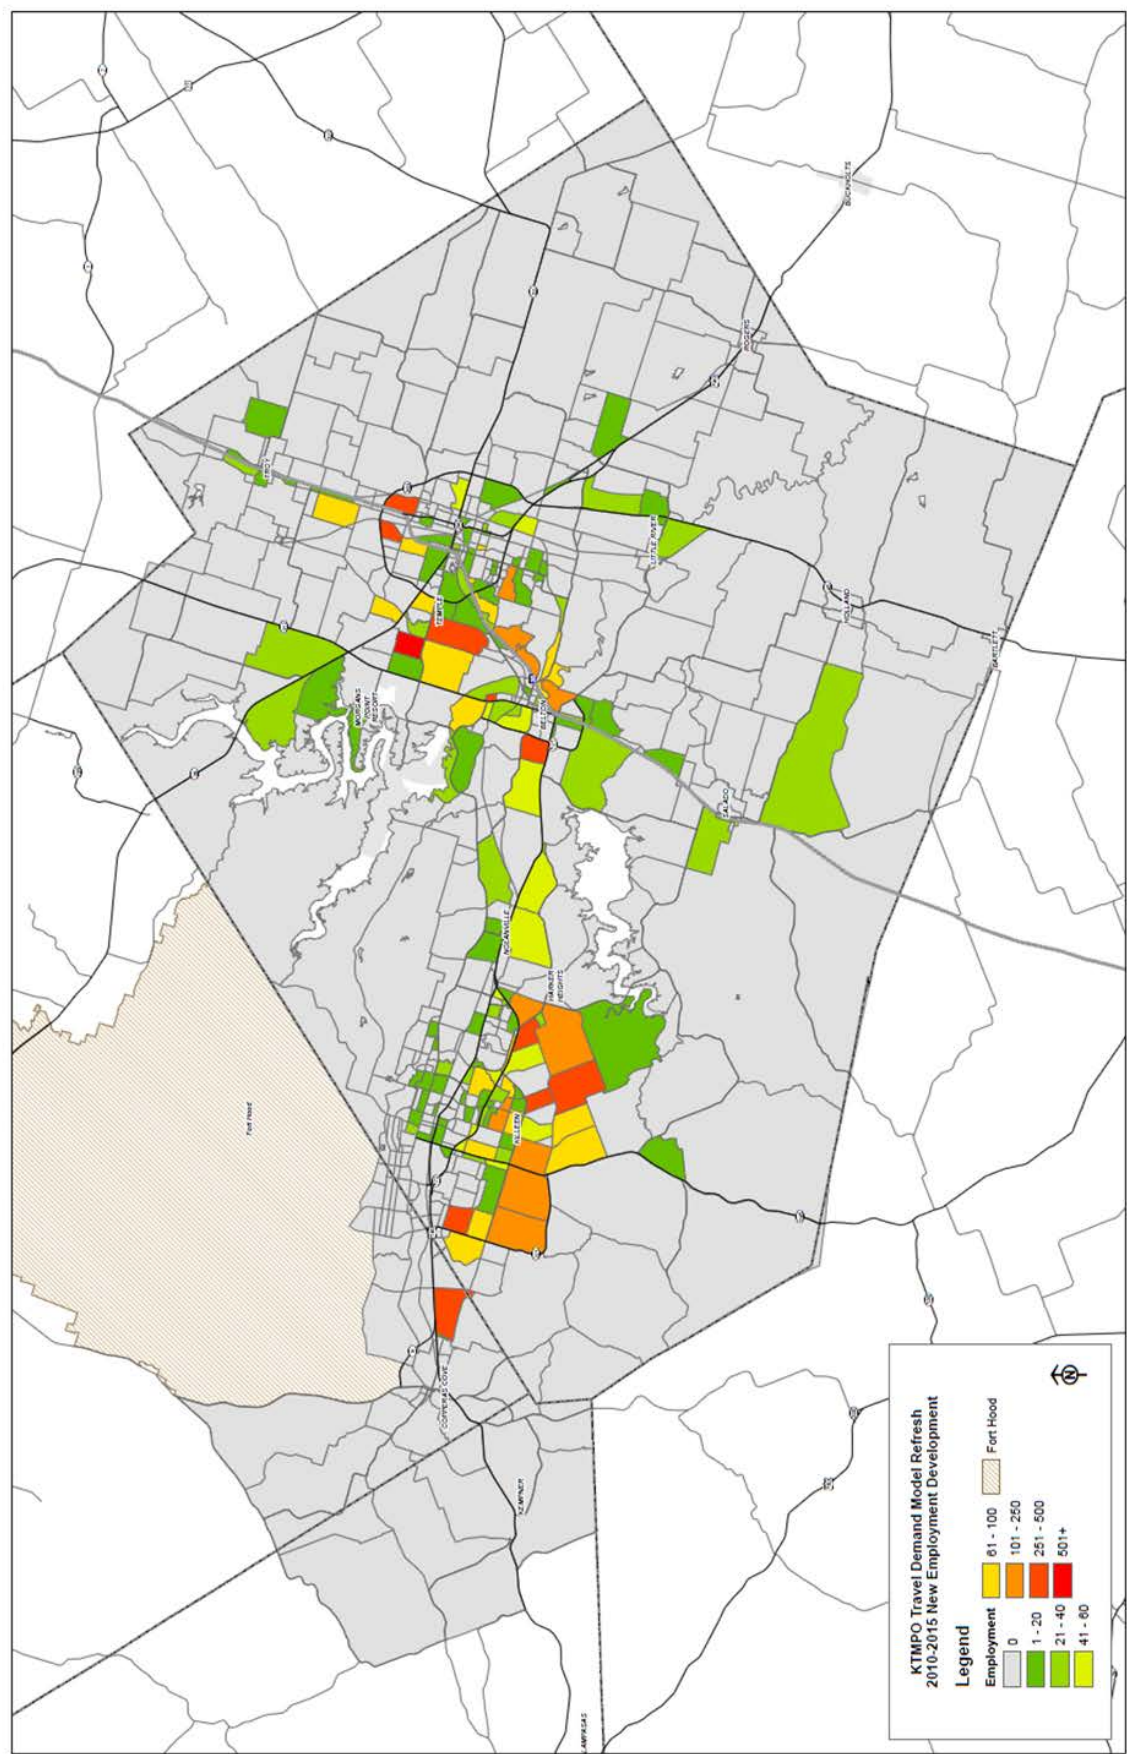 KTMPO Travel Demand Model Refresh
2010-2015 New Employment Development
Legend
Employment
0
1 - 20
21 - 40
41 - 60
61 - 100
101 - 250
251 - 500
501+
Fort Hood
N
Fort Hood
TROY
TEMPLE
MORGANS
POINT
RESORT
BELTON
LITTLE RIVER
ROGERS
BUCKHOLTS
HOLLAND
BARTLETT
SALADO
NOLANVILLE
HARKER
HEIGHTS
KILLEEN
COPPERAS COVE
KEMPNER
LAMPASAS